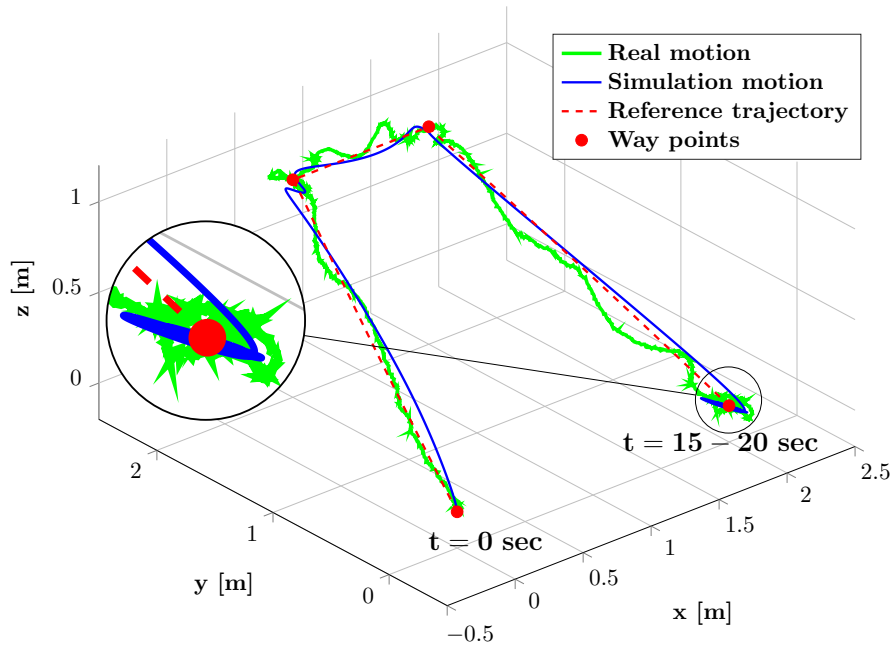 Real motion
Simulation motion
Reference trajectory
Way points
1
0.5
0
z [m]
t = 15 − 20 sec
t = 0 sec
2
1
0
y [m]
−0.5
0
0.5
1
1.5
2
2.5
x [m]